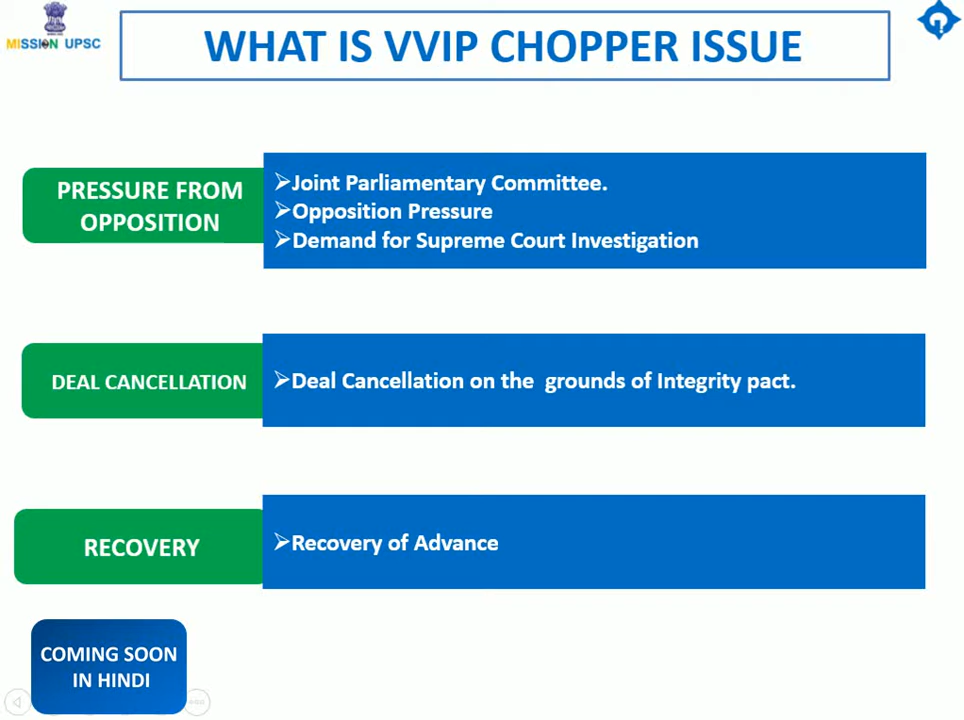 MISSION UPSC
WHAT IS VVIP CHOPPER ISSUE
PRESSURE FROM
OPPOSITION
➢Joint Parliamentary Committee.
➢Opposition Pressure
➢Demand for Supreme Court Investigation
DEAL CANCELLATION
➢Deal Cancellation on the grounds of Integrity pact.
RECOVERY
➢Recovery of Advance
COMING SOON
IN HINDI